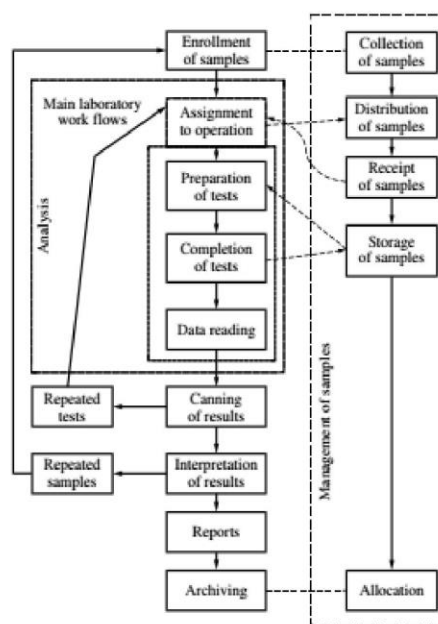 Enrollment
of samples
Collection
of samples
Main laboratory
work flows
Assignment
to operation
Distribution
of samples
Receipt
of samples
Preparation
of tests
Analysis
Completion
of tests
Storage
of samples
Data reading
Management of samples
Repeated
tests
Canning
of results
Repeated
samples
Interpretation
of results
Reports
Archiving
Allocation